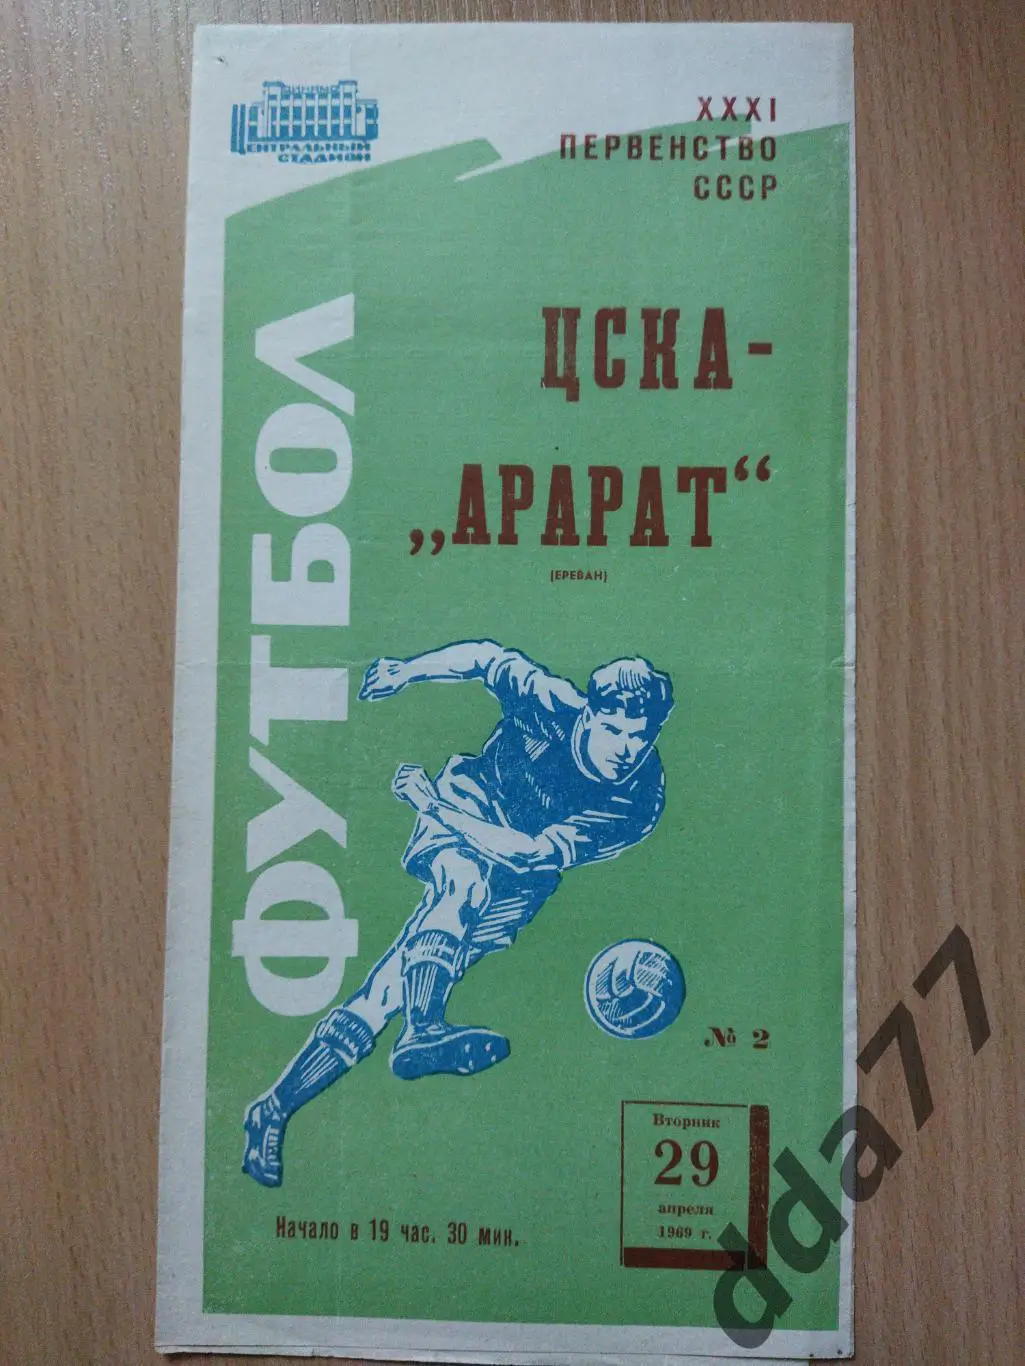 ДИНАМО
ЦЕНТРАЛЬНЫЙ
СТАДИОН
XXXI
ПЕРВЕНСТВО
СССР
ФУТБОЛ
ЦСКА-
„АРАРАТ“
(ЕРЕВАН)
№ 2
Вторник
29
апреля
1969 г.
Начало в 19 час. 30 мин.
dda77